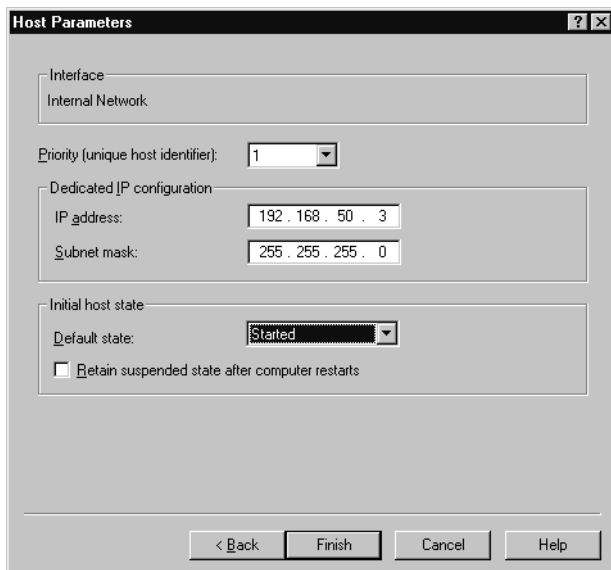 Host Parameters
Interface
Internal Network
Priority (unique host identifier): 1
Dedicated IP configuration
IP address: 192 . 168 . 50 . 3
Subnet mask: 255 . 255 . 255 . 0
Initial host state
Default state: Started
Retain suspended state after computer restarts
< Back Finish Cancel Help